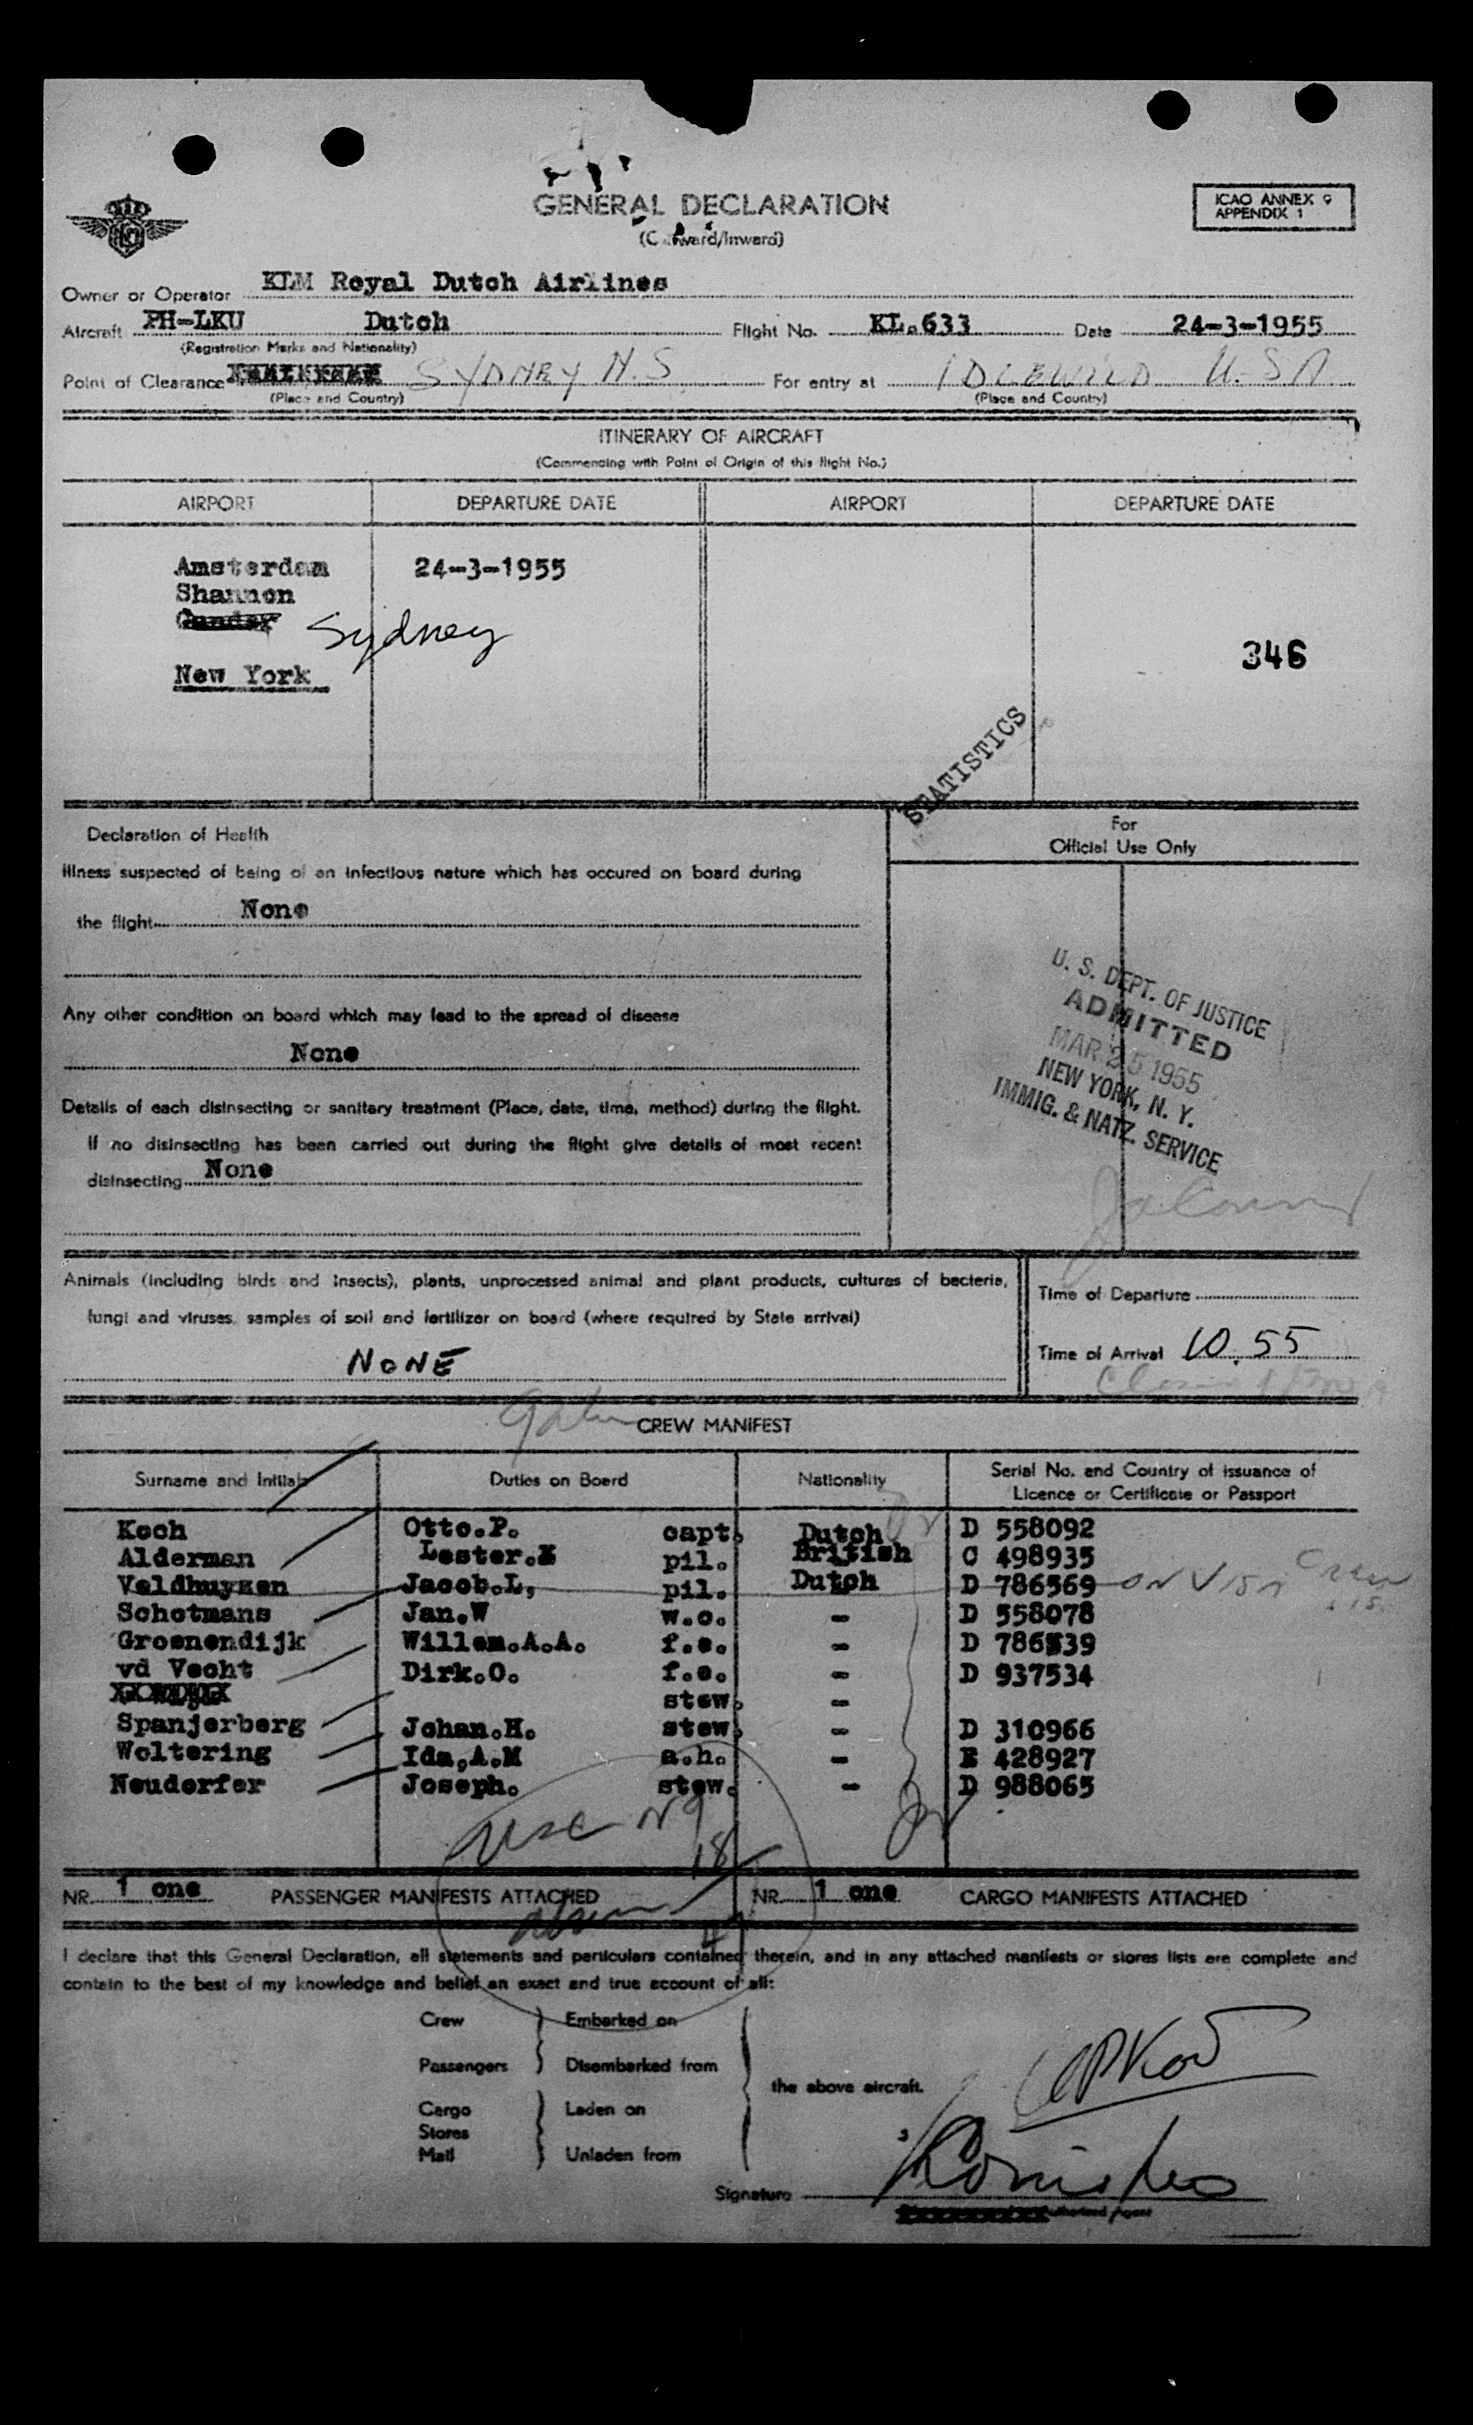 GENERAL DECLARATION
ICAO ANNEX 9
APPENDIX 1
/Inward)
Owner or Operator KLM Royal Dutch Airlines
Aircraft PH-LKU Dutch Flight No. KL.633 Date 24-3-1955
(Registration Marks and Nationality)
Point of Clearance SYDNEY N.S. For entry at IDLEWILD U.S.A
(Place and Country) (Place and Country)
ITINERARY OF AIRCRAFT
(Commencing with Point of Origin of this flight No.)
AIRPORT DEPARTURE DATE AIRPORT DEPARTURE DATE
Amsterdam 24-3-1955
Shannon
Gander Sydney
346
New York
STATISTICS
Declaration of Health
For
Official Use Only
Illness suspected of being of an infectious nature which has occured on board during
the flight None
Any other condition on board which may lead to the spread of disease
None
Details of each disinsecting or sanitary treatment (Place, date, time, method) during the flight.
If no disinsecting has been carried out during the flight give details of most recent
disinsecting None
U. S. DEPT. OF JUSTICE
ADMITTED
MAR 25 1955
NEW YORK, N. Y.
IMMIG. & NATZ. SERVICE
Animals (including birds and insects), plants, unprocessed animal and plant products, cultures of bacteria,
fungi and viruses, samples of soil and fertilizer on board (where required by State arrival)
NONE
Time of Departure
Time of Arrival 10.55
CREW MANIFEST
Surname and Initials Duties on Board Nationality Serial No. and Country of issuance of
Licence or Certificate or Passport
Koch Otto.P. capt. Dutch D 558092
Alderman Lester.X pil. British C 498935
Veldhuyzen Jacob.L, pil. Dutch D 786569 ON VISA Crew
Schotmans Jan.W w.o. - D 558078
Groenendijk Willem.A.A. f.e. - D 786539
vd Vecht Dirk.O. f.e. - D 937534
stew. -
Spanjerberg Johan.H. stew. - D 310966
Woltering Ida,A.M a.h. - E 428927
Neuderfer Joseph. stew. - D 988065
18
NR. 1 one PASSENGER MANIFESTS ATTACHED NR. 1 one CARGO MANIFESTS ATTACHED
I declare that this General Declaration, all statements and particulars contained therein, and in any attached manifests or stores lists are complete and
contain to the best of my knowledge and belief an exact and true account of all:
Crew Embarked on
Passengers Disembarked from
the above aircraft.
Cargo Laden on
Stores
Mail Unladen from
Signature
Authorized Agent